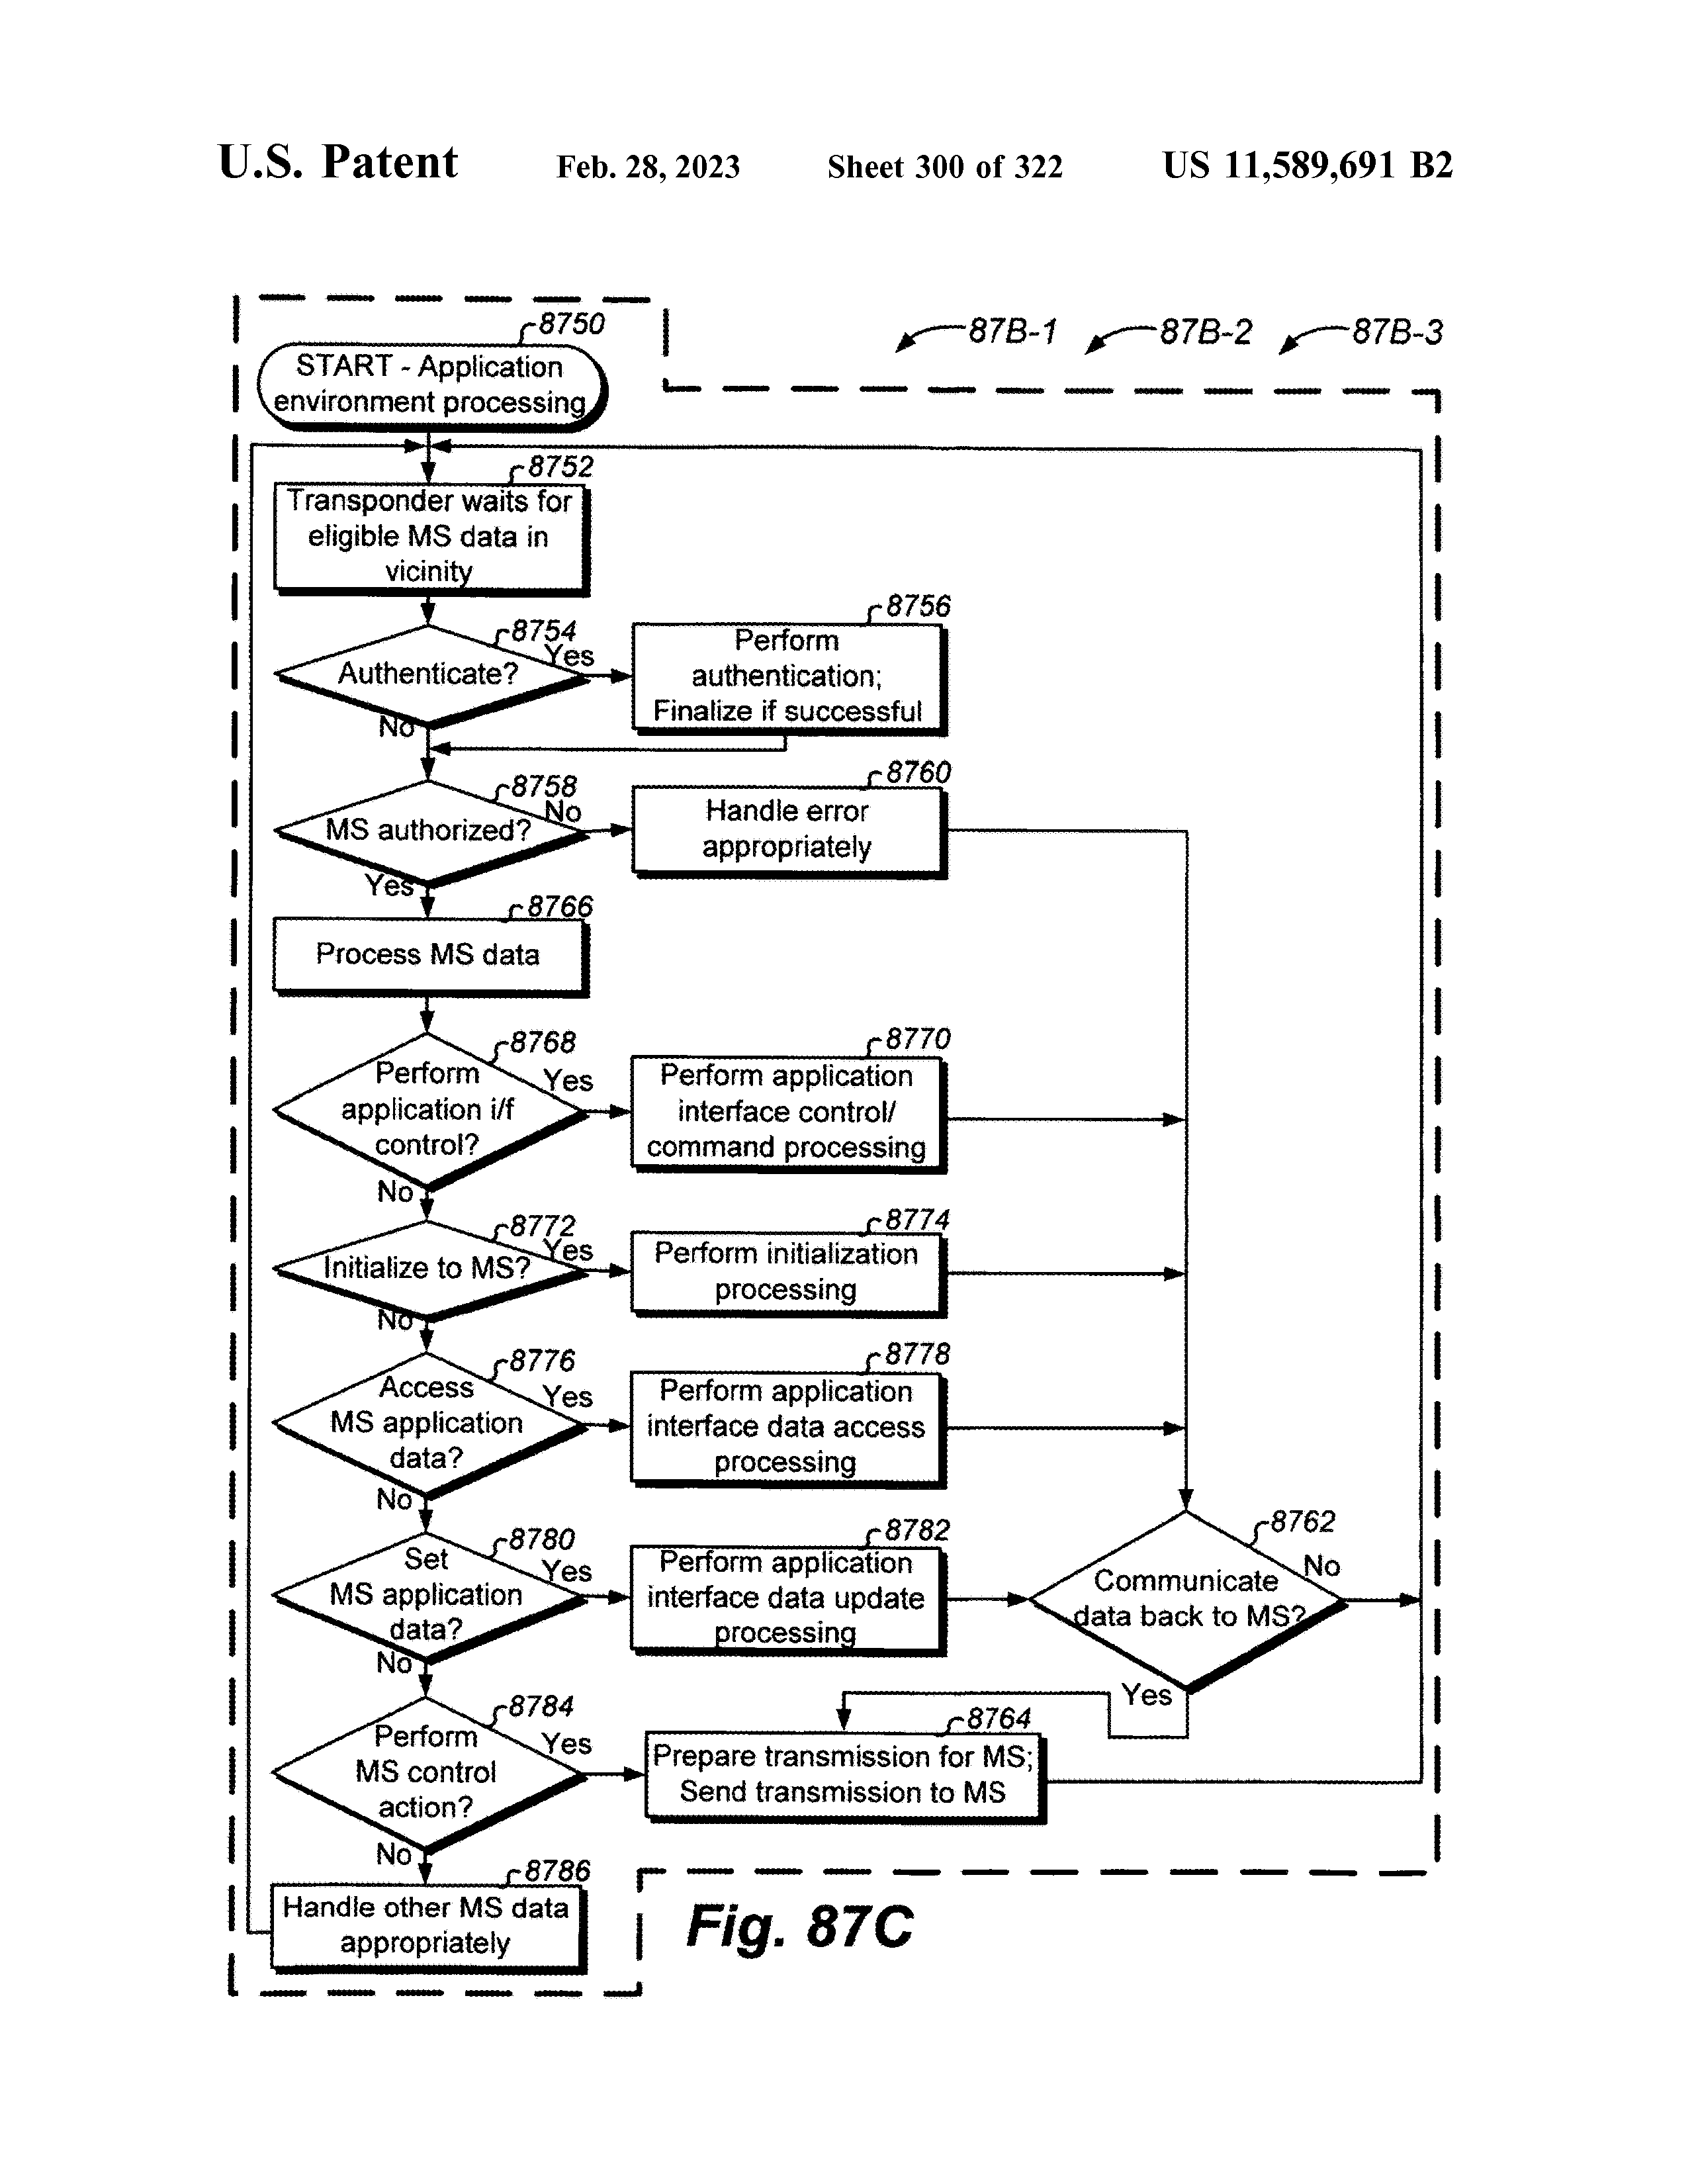 U.S. Patent Feb. 28, 2023 Sheet 300 of 322 US 11,589,691 B2
87B-1 87B-2 87B-3
8750
START - Application
environment processing
8752
Transponder waits for
eligible MS data in
vicinity
8754
Authenticate?
Yes
No
8756
Perform
authentication;
Finalize if successful
8758
MS authorized?
No
Yes
8760
Handle error
appropriately
8766
Process MS data
8768
Perform
application i/f
control?
Yes
No
8770
Perform application
interface control/
command processing
8772
Initialize to MS?
Yes
No
8774
Perform initialization
processing
8776
Access
MS application
data?
Yes
No
8778
Perform application
interface data access
processing
8780
Set
MS application
data?
Yes
No
8782
Perform application
interface data update
processing
8762
Communicate
data back to MS?
No
Yes
8784
Perform
MS control
action?
Yes
No
8764
Prepare transmission for MS;
Send transmission to MS
8786
Handle other MS data
appropriately
Fig. 87C